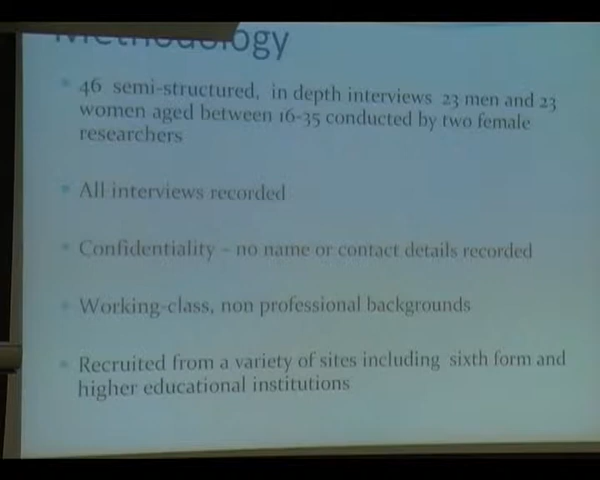 Methodology
46 semi-structured, in depth interviews 23 men and 23
women aged between 16-35 conducted by two female
researchers
All interviews recorded
Confidentiality – no name or contact details recorded
Working-class, non professional backgrounds
Recruited from a variety of sites including sixth form and
higher educational institutions